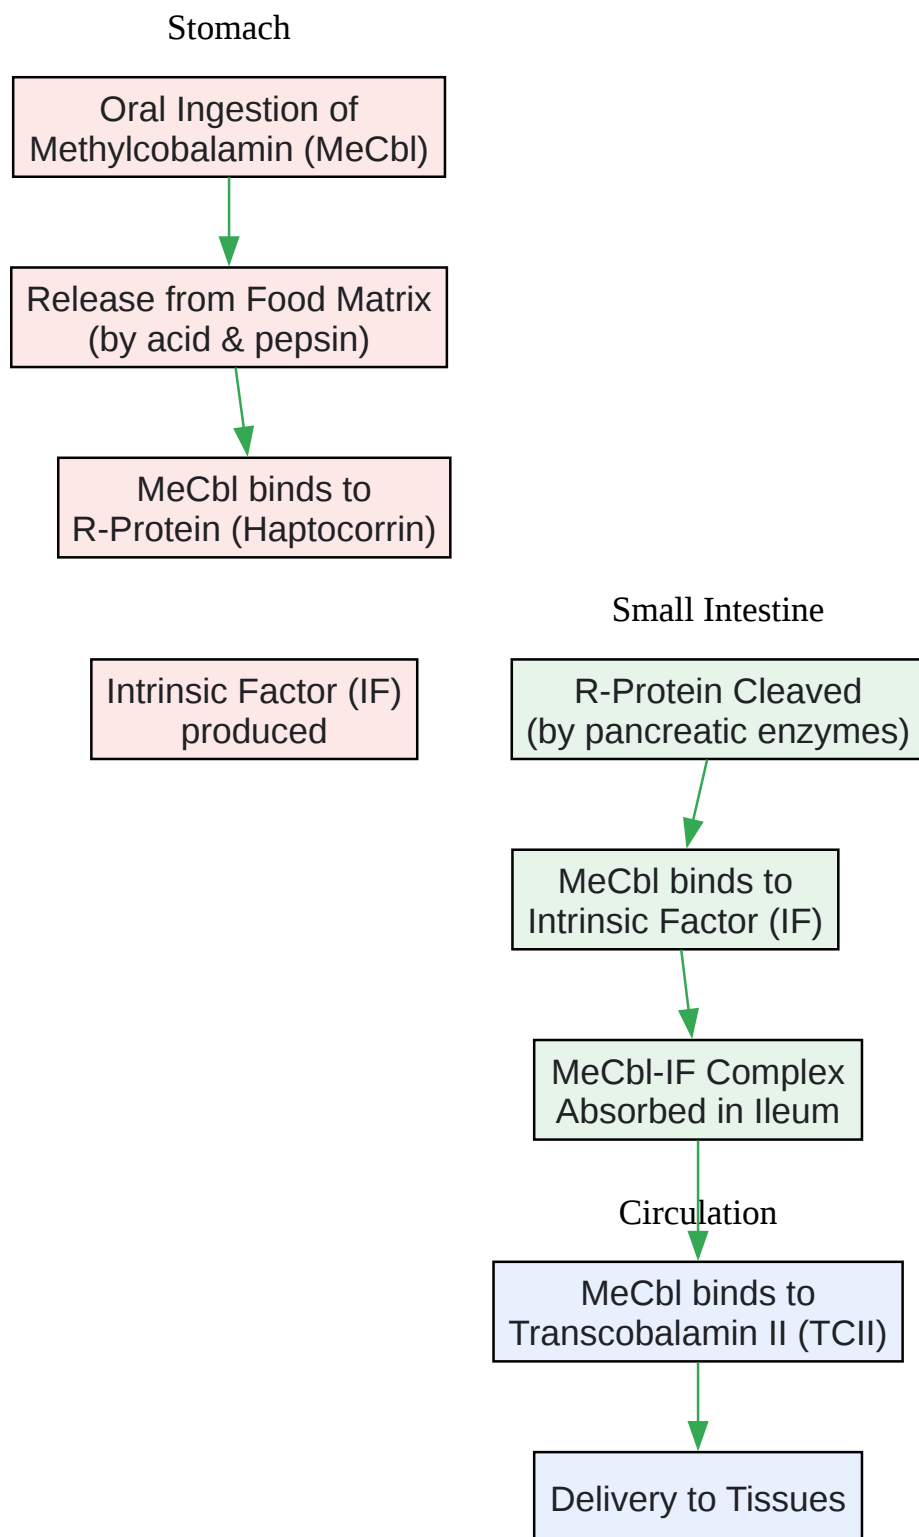 Stomach
Oral Ingestion of
Methylcobalamin (MeCbl)
Release from Food Matrix
(by acid & pepsin)
MeCbl binds to
R-Protein (Haptocorrin)
Intrinsic Factor (IF)
produced
Small Intestine
R-Protein Cleaved
(by pancreatic enzymes)
MeCbl binds to
Intrinsic Factor (IF)
MeCbl-IF Complex
Absorbed in Ileum
Circulation
MeCbl binds to
Transcobalamin II (TCII)
Delivery to Tissues